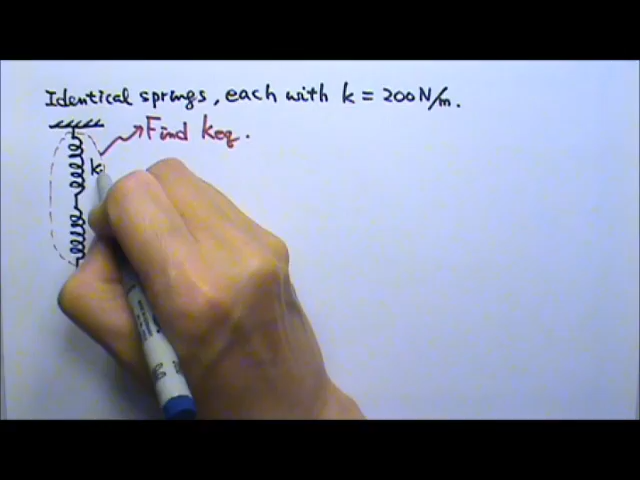 Identical springs, each with k = 200 N/m.
Find keq.
k